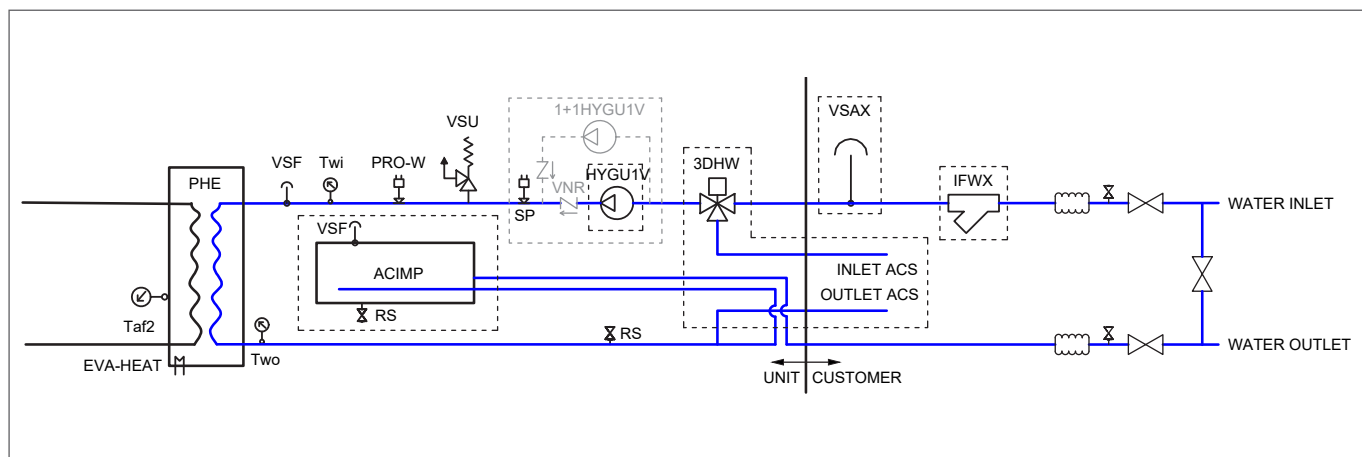 1+1HYGU1V
VSAX
VSU
3DHW
VSF
Twi
PRO-W
HYGU1V
IFWX
PHE
VNR
SP
WATER INLET
VSF
ACIMP
INLET ACS
OUTLET ACS
RS
Taf2
RS
Two
WATER OUTLET
EVA-HEAT
UNIT
CUSTOMER